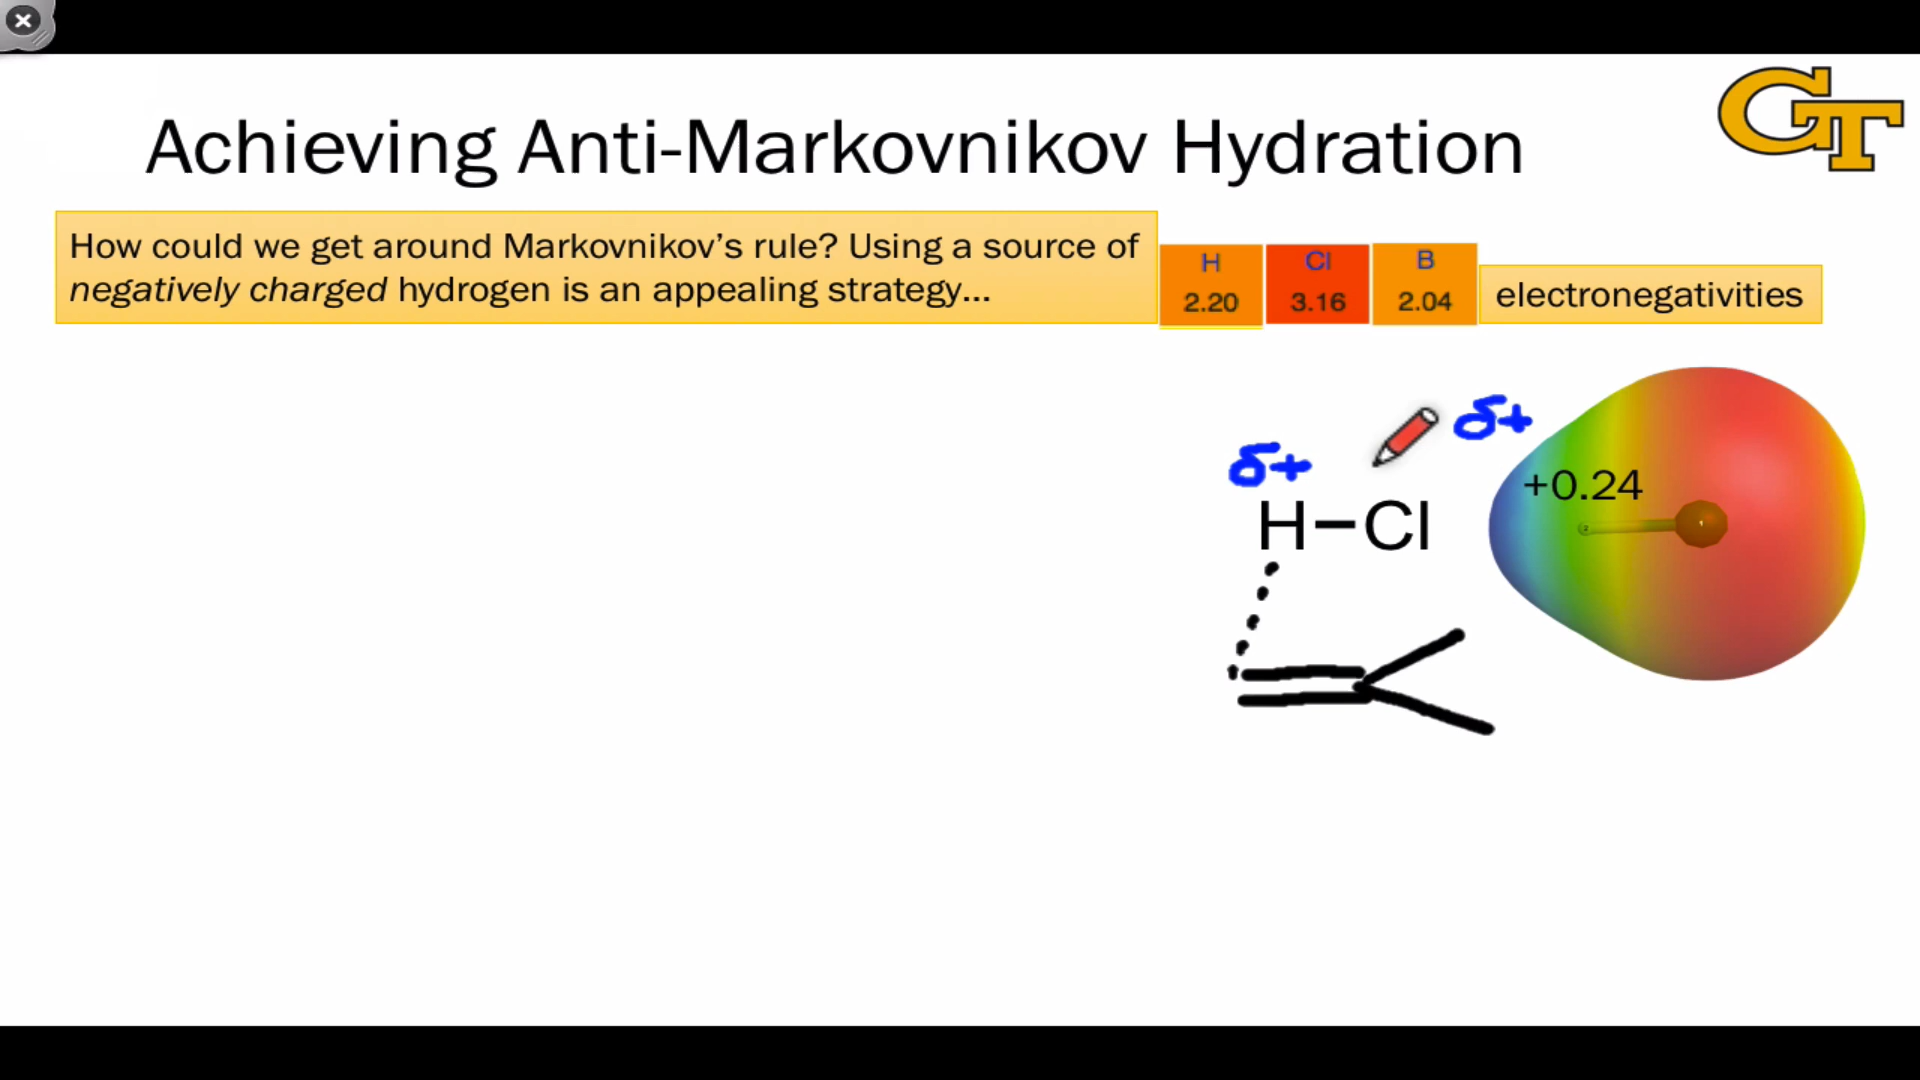 GT
Achieving Anti-Markovnikov Hydration
How could we get around Markovnikov's rule? Using a source of
negatively charged hydrogen is an appealing strategy...
H Cl B
2.20 3.16 2.04
electronegativities
δ+ δ+
+0.24
H–Cl